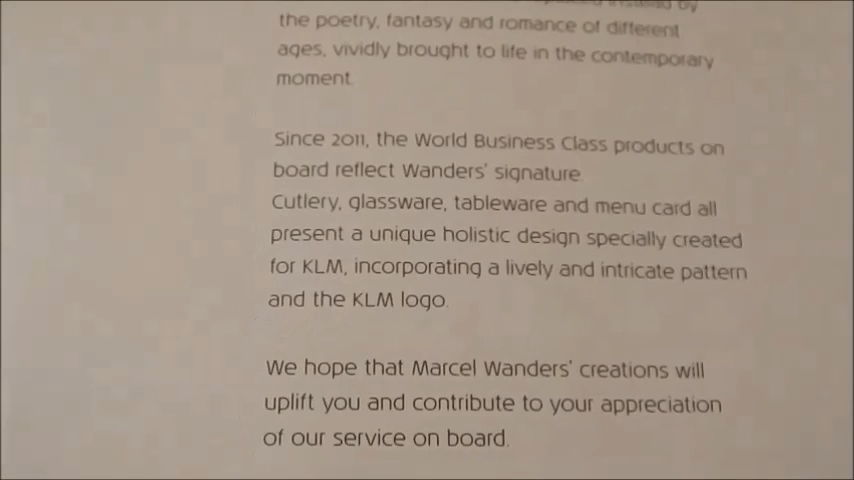 by
the poetry, fantasy and romance of different
ages, vividly brought to life in the contemporary
moment.
Since 2011, the World Business Class products on
board reflect Wanders' signature.
Cutlery, glassware, tableware and menu card all
present a unique holistic design specially created
for KLM, incorporating a lively and intricate pattern
and the KLM logo.
We hope that Marcel Wanders' creations will
uplift you and contribute to your appreciation
of our service on board.